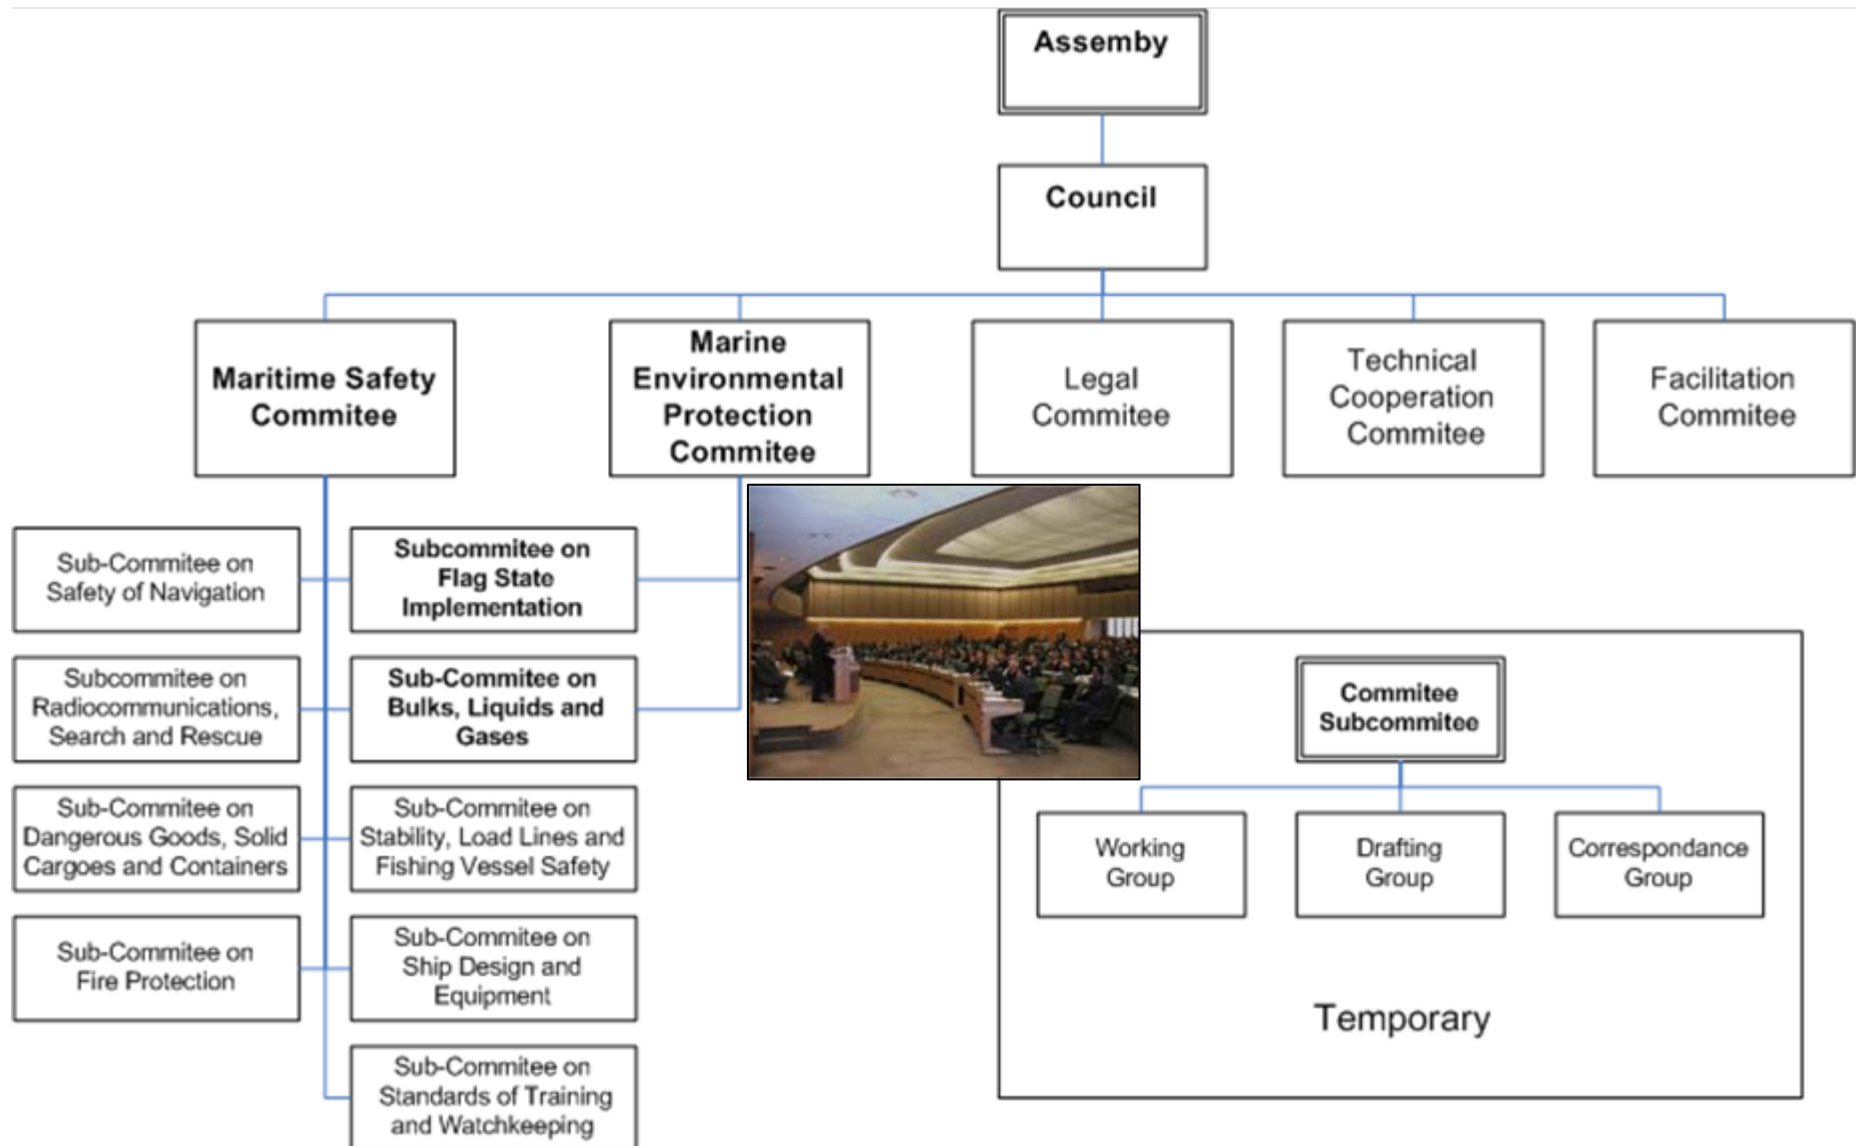 Assemby
Council
Maritime Safety
Commitee
Marine
Environmental
Protection
Commitee
Legal
Commitee
Technical
Cooperation
Commitee
Facilitation
Commitee
Sub-Commitee on
Safety of Navigation
Subcommitee on
Flag State
Implementation
Subcommitee on
Radiocommunications,
Search and Rescue
Sub-Commitee on
Bulks, Liquids and
Gases
Sub-Commitee on
Dangerous Goods, Solid
Cargoes and Containers
Sub-Commitee on
Stability, Load Lines and
Fishing Vessel Safety
Sub-Commitee on
Fire Protection
Sub-Commitee on
Ship Design and
Equipment
Sub-Commitee on
Standards of Training
and Watchkeeping
Commitee
Subcommitee
Working
Group
Drafting
Group
Correspondance
Group
Temporary